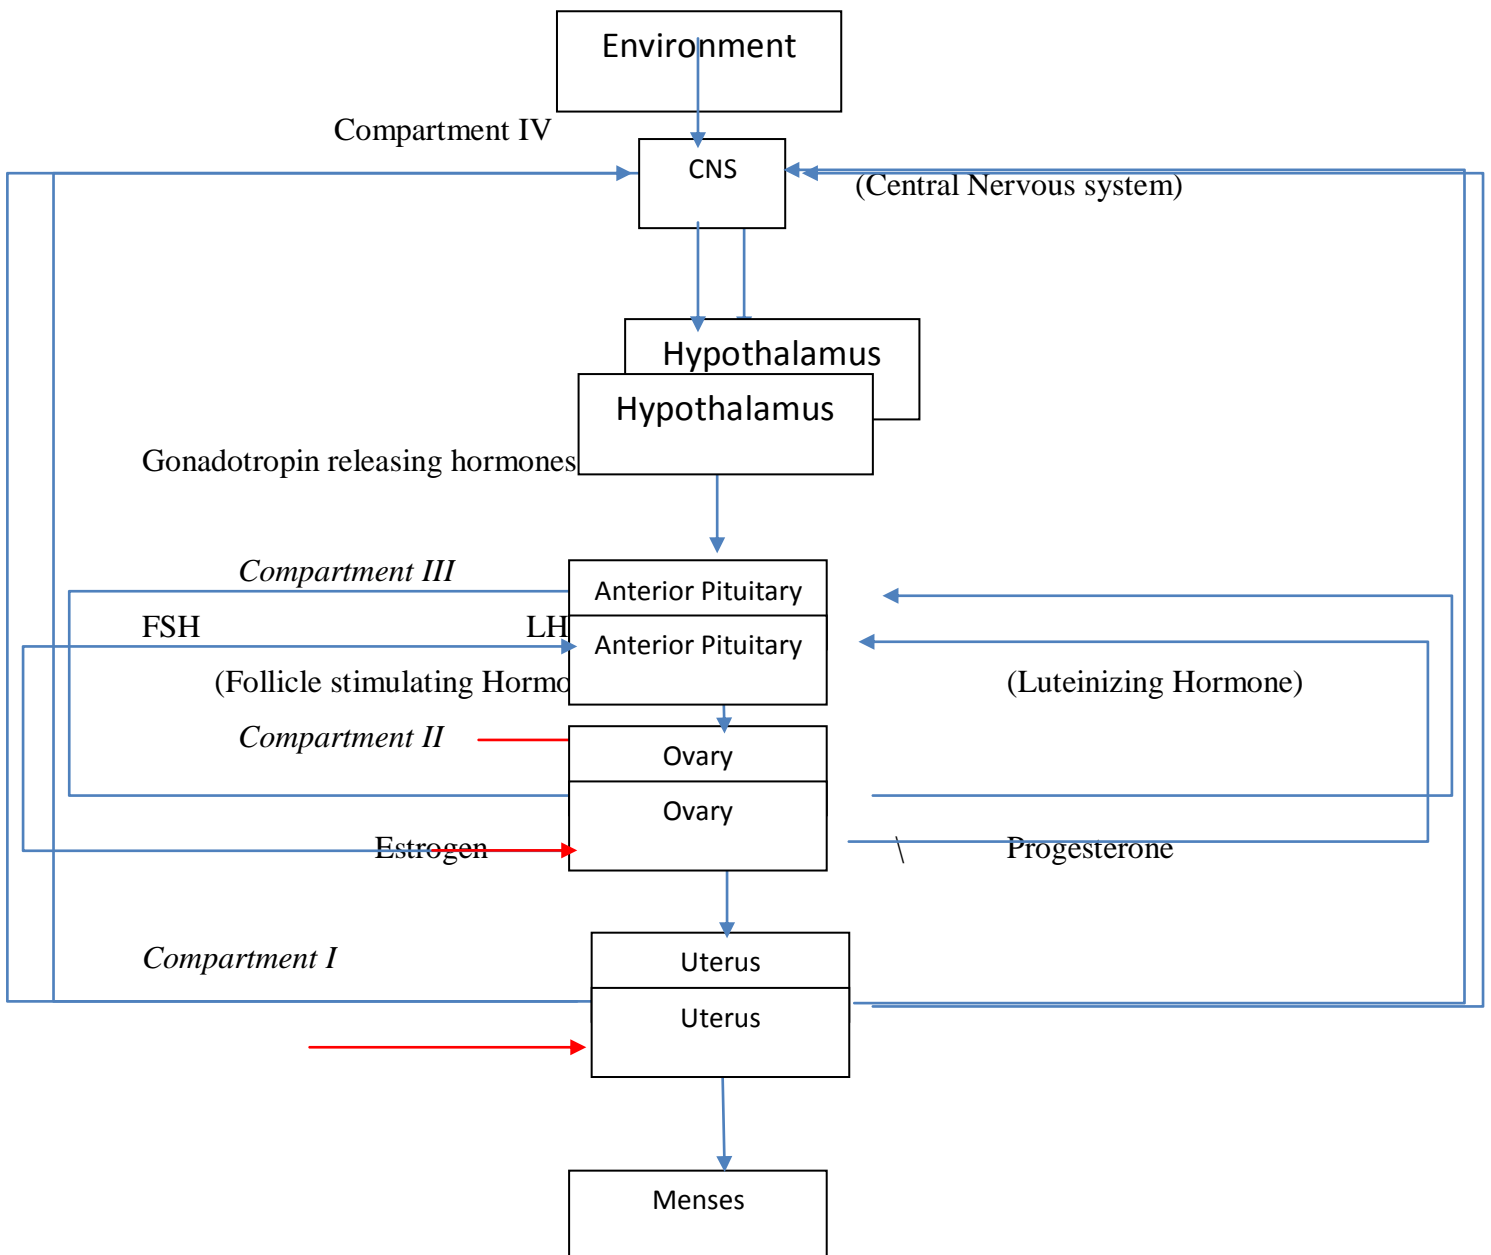 Environment
Compartment IV
CNS
(Central Nervous system)
Hypothalamus
Hypothalamus
Gonadotropin releasing hormones
Compartment III
Anterior Pituitary
FSH LH
Anterior Pituitary
(Follicle stimulating Hormo (Luteinizing Hormone)
Compartment II
Ovary
Ovary
Estrogen \ Progesterone
Compartment I
Uterus
Uterus
Menses